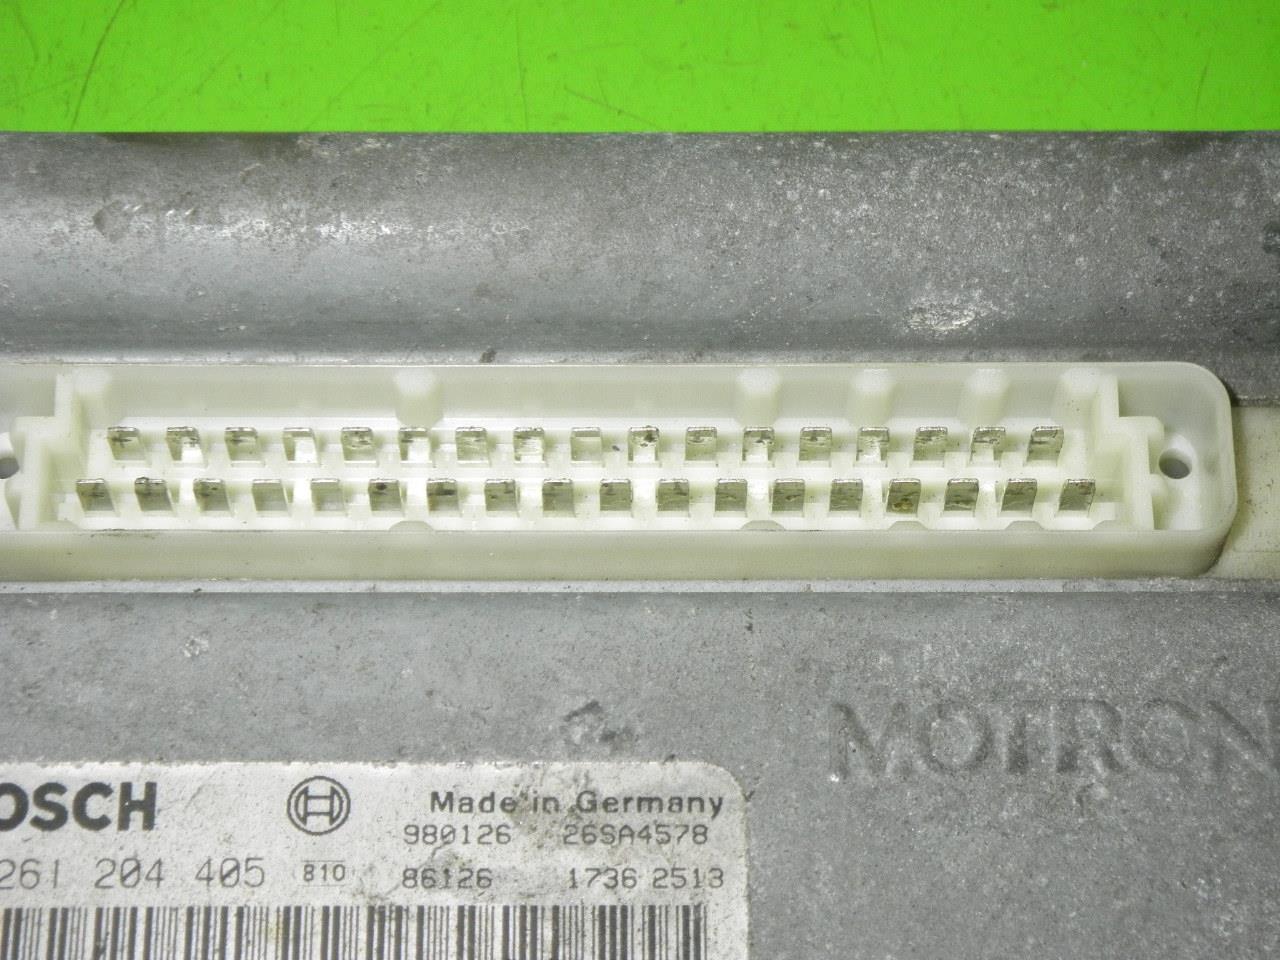 MOTRON
OSCH Made in Germany
980126 26SA4578
261 204 405 810 86126 1736 2513